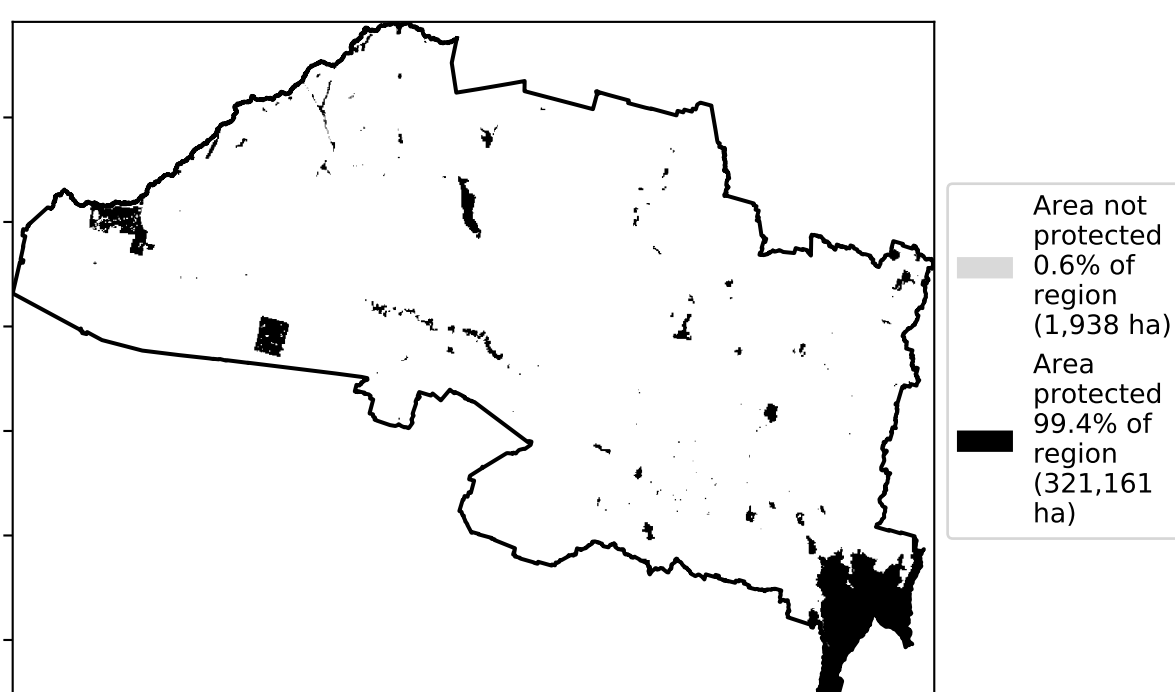 Area not
protected
0.6% of
region
(1,938 ha)
Area
protected
99.4% of
region
(321,161
ha)